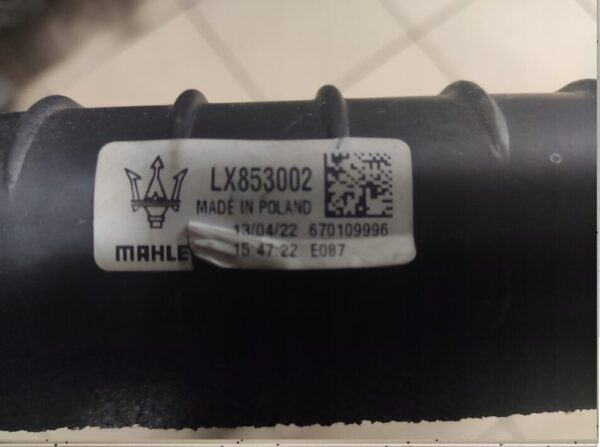 LX853002
MADE IN POLAND
13/04/22 670109996
MAHLE
15 47:22 E087